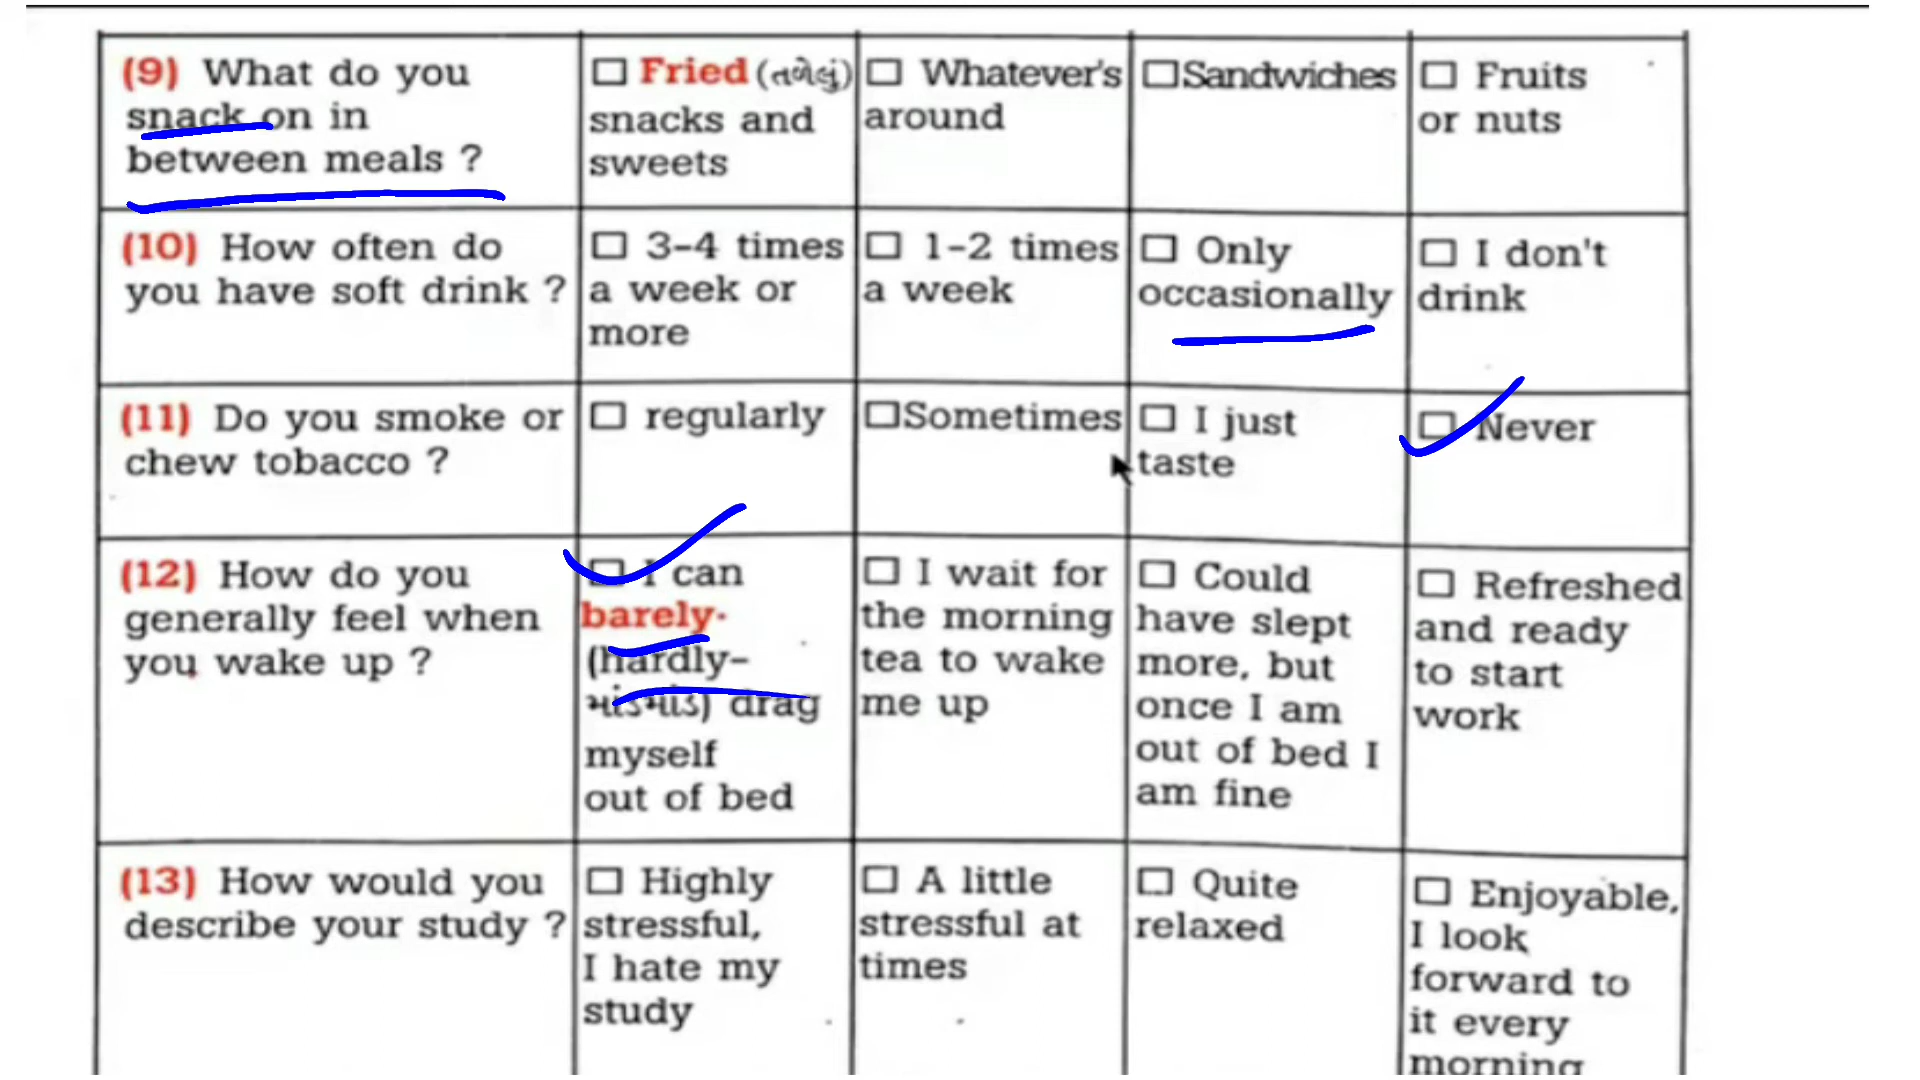 (9) What do you
snack on in
between meals ?
☐ Fried (તળેલું)
snacks and
sweets
☐ Whatever's
around
☐Sandwiches
☐ Fruits
or nuts
(10) How often do
you have soft drink ?
☐ 3–4 times
a week or
more
☐ 1–2 times
a week
☐ Only
occasionally
☐ I don't
drink
(11) Do you smoke or
chew tobacco ?
☐ regularly
☐Sometimes
☐ I just
taste
☐ Never
(12) How do you
generally feel when
you wake up ?
☐ I can
barely·
(hardly–
માંડમાંડ) drag
myself
out of bed
☐ I wait for
the morning
tea to wake
me up
☐ Could
have slept
more, but
once I am
out of bed I
am fine
☐ Refreshed
and ready
to start
work
(13) How would you
describe your study ?
☐ Highly
stressful,
I hate my
study
☐ A little
stressful at
times
☐ Quite
relaxed
☐ Enjoyable,
I look
forward to
it every
morning